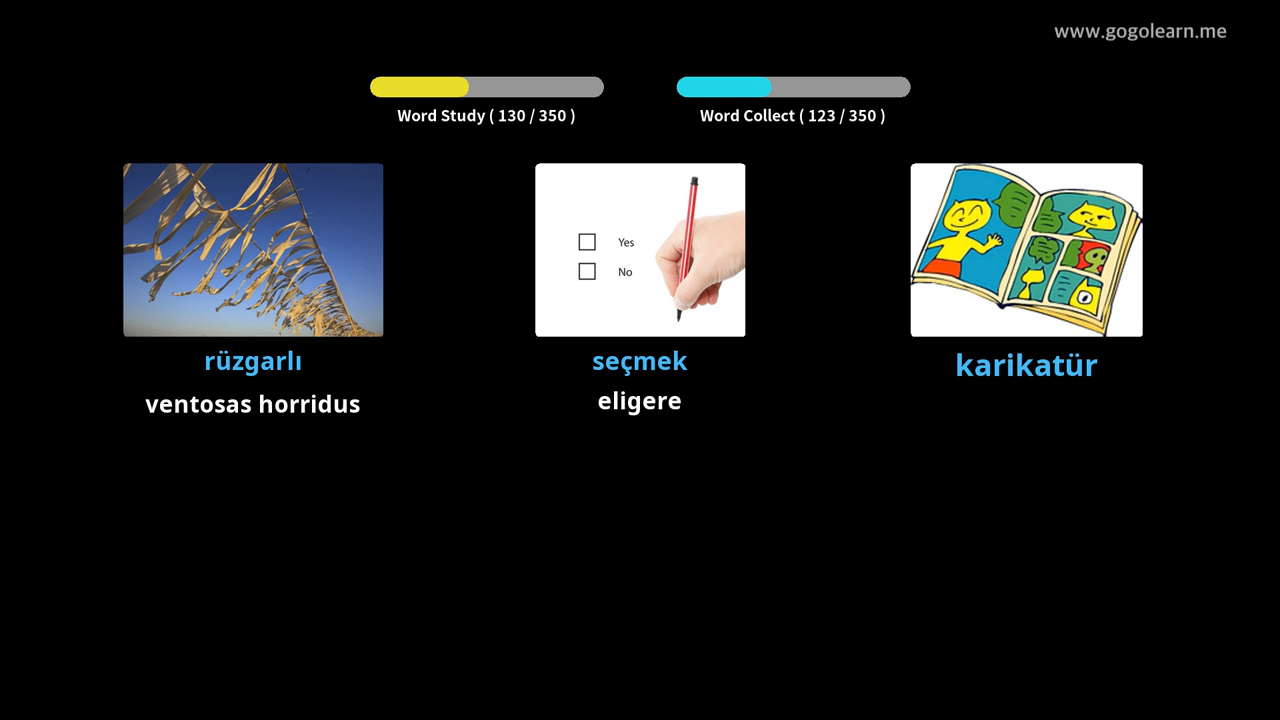 www.gogolearn.me
Word Study ( 130 / 350 )
Word Collect ( 123 / 350 )
Yes
No
rüzgarlı
ventosas horridus
seçmek
eligere
karikatür